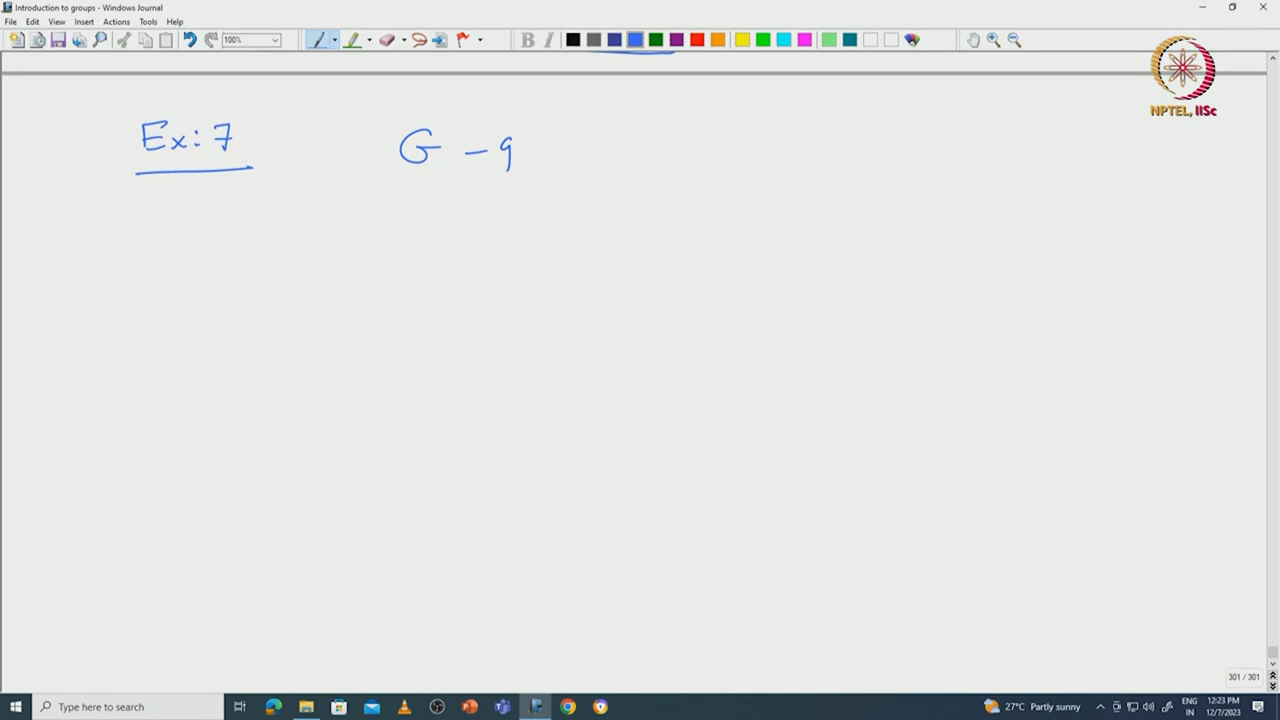 Introduction to groups - Windows Journal
File Edit View Insert Actions Tools Help
100%
B I
NPTEL, IISc
Ex: 7 G - g
301 / 301
Type here to search
27°C Partly sunny
ENG
IN
12:23 PM
12/7/2023